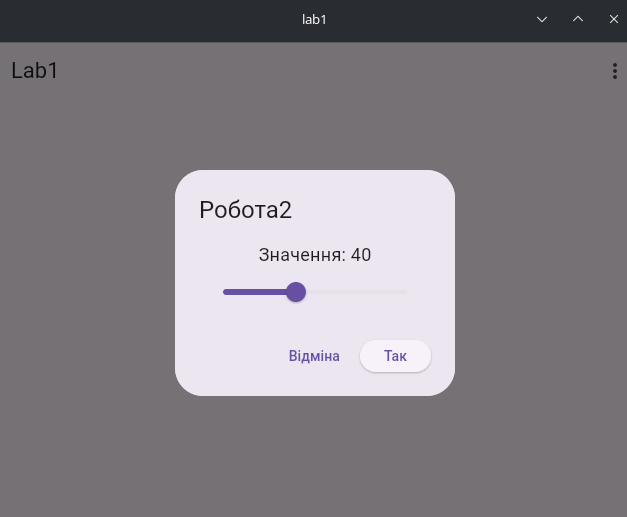 lab1
Lab1
Робота2
Значення: 40
Відміна
Так